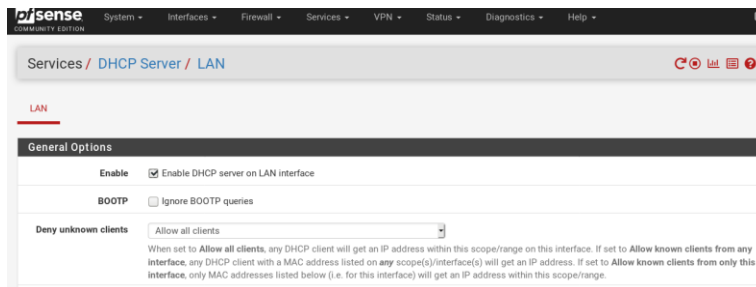 pfsense
COMMUNITY EDITION
System Interfaces Firewall Services VPN Status Diagnostics Help
Services / DHCP Server / LAN
LAN
General Options
Enable Enable DHCP server on LAN interface
BOOTP Ignore BOOTP queries
Deny unknown clients Allow all clients
When set to Allow all clients, any DHCP client will get an IP address within this scope/range on this interface. If set to Allow known clients from any
interface, any DHCP client with a MAC address listed on any scope(s)/interface(s) will get an IP address. If set to Allow known clients from only this
interface, only MAC addresses listed below (i.e. for this interface) will get an IP address within this scope/range.